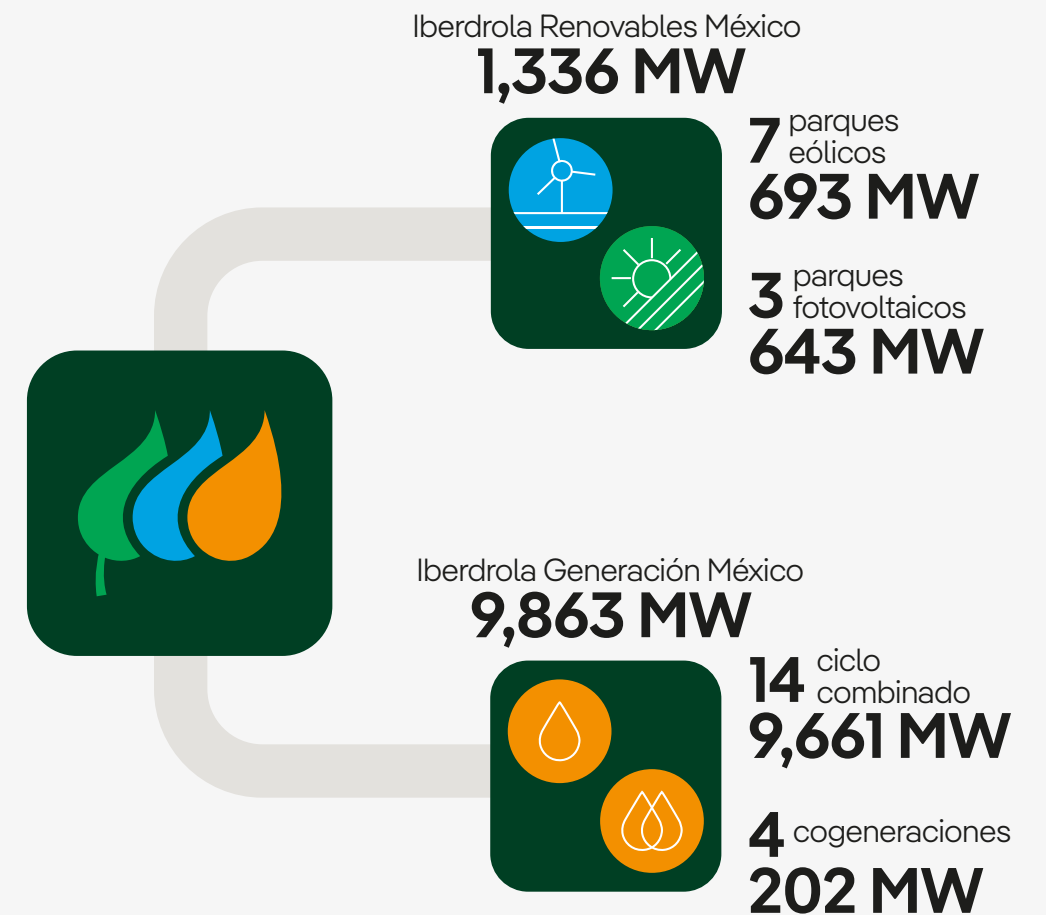 Iberdrola Renovables México
1,336 MW
7 parques
eólicos
693 MW
3 parques
fotovoltaicos
643 MW
Iberdrola Generación México
9,863 MW
14 ciclo
combinado
9,661 MW
4 cogeneraciones
202 MW